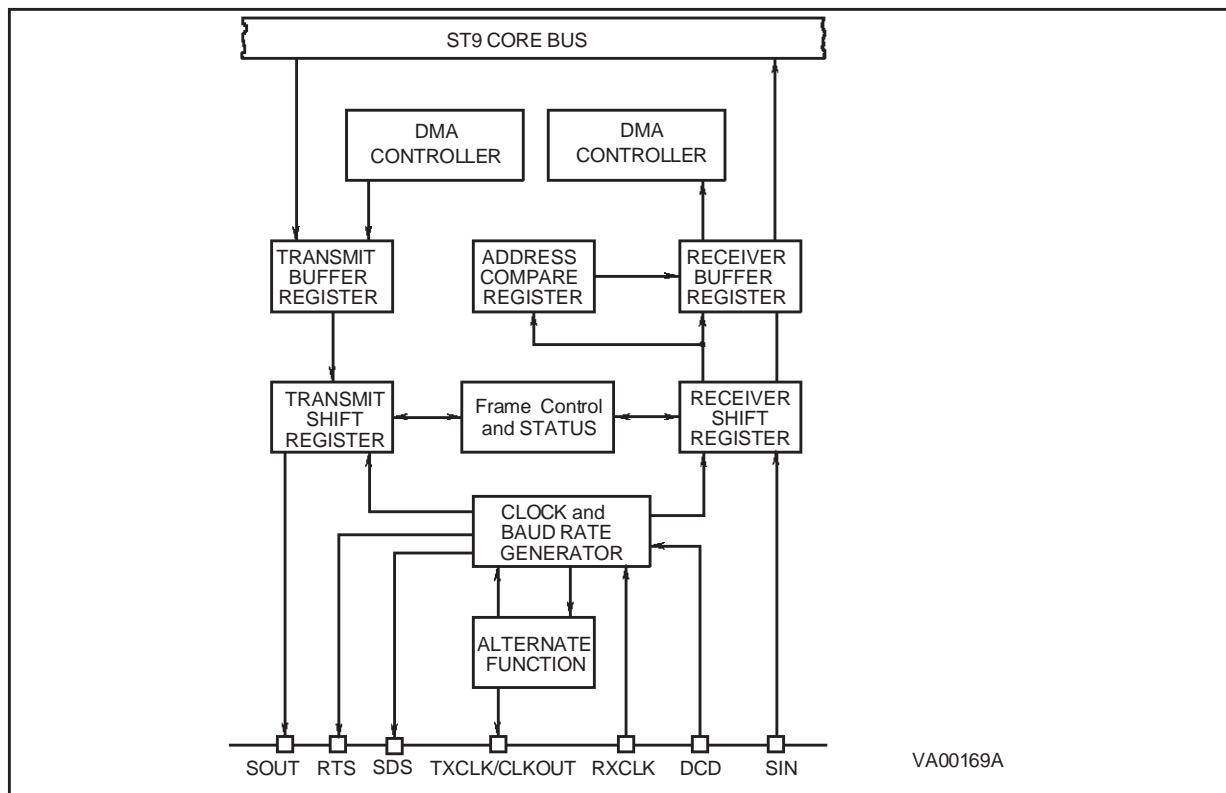 ST9 CORE BUS
DMA
CONTROLLER
DMA
CONTROLLER
TRANSMIT
BUFFER
REGISTER
ADDRESS
COMPARE
REGISTER
RECEIVER
BUFFER
REGISTER
TRANSMIT
SHIFT
REGISTER
Frame Control
and STATUS
RECEIVER
SHIFT
REGISTER
CLOCK and
BAUD RATE
GENERATOR
ALTERNATE
FUNCTION
SOUT RTS SDS TXCLK/CLKOUT RXCLK DCD SIN
VA00169A